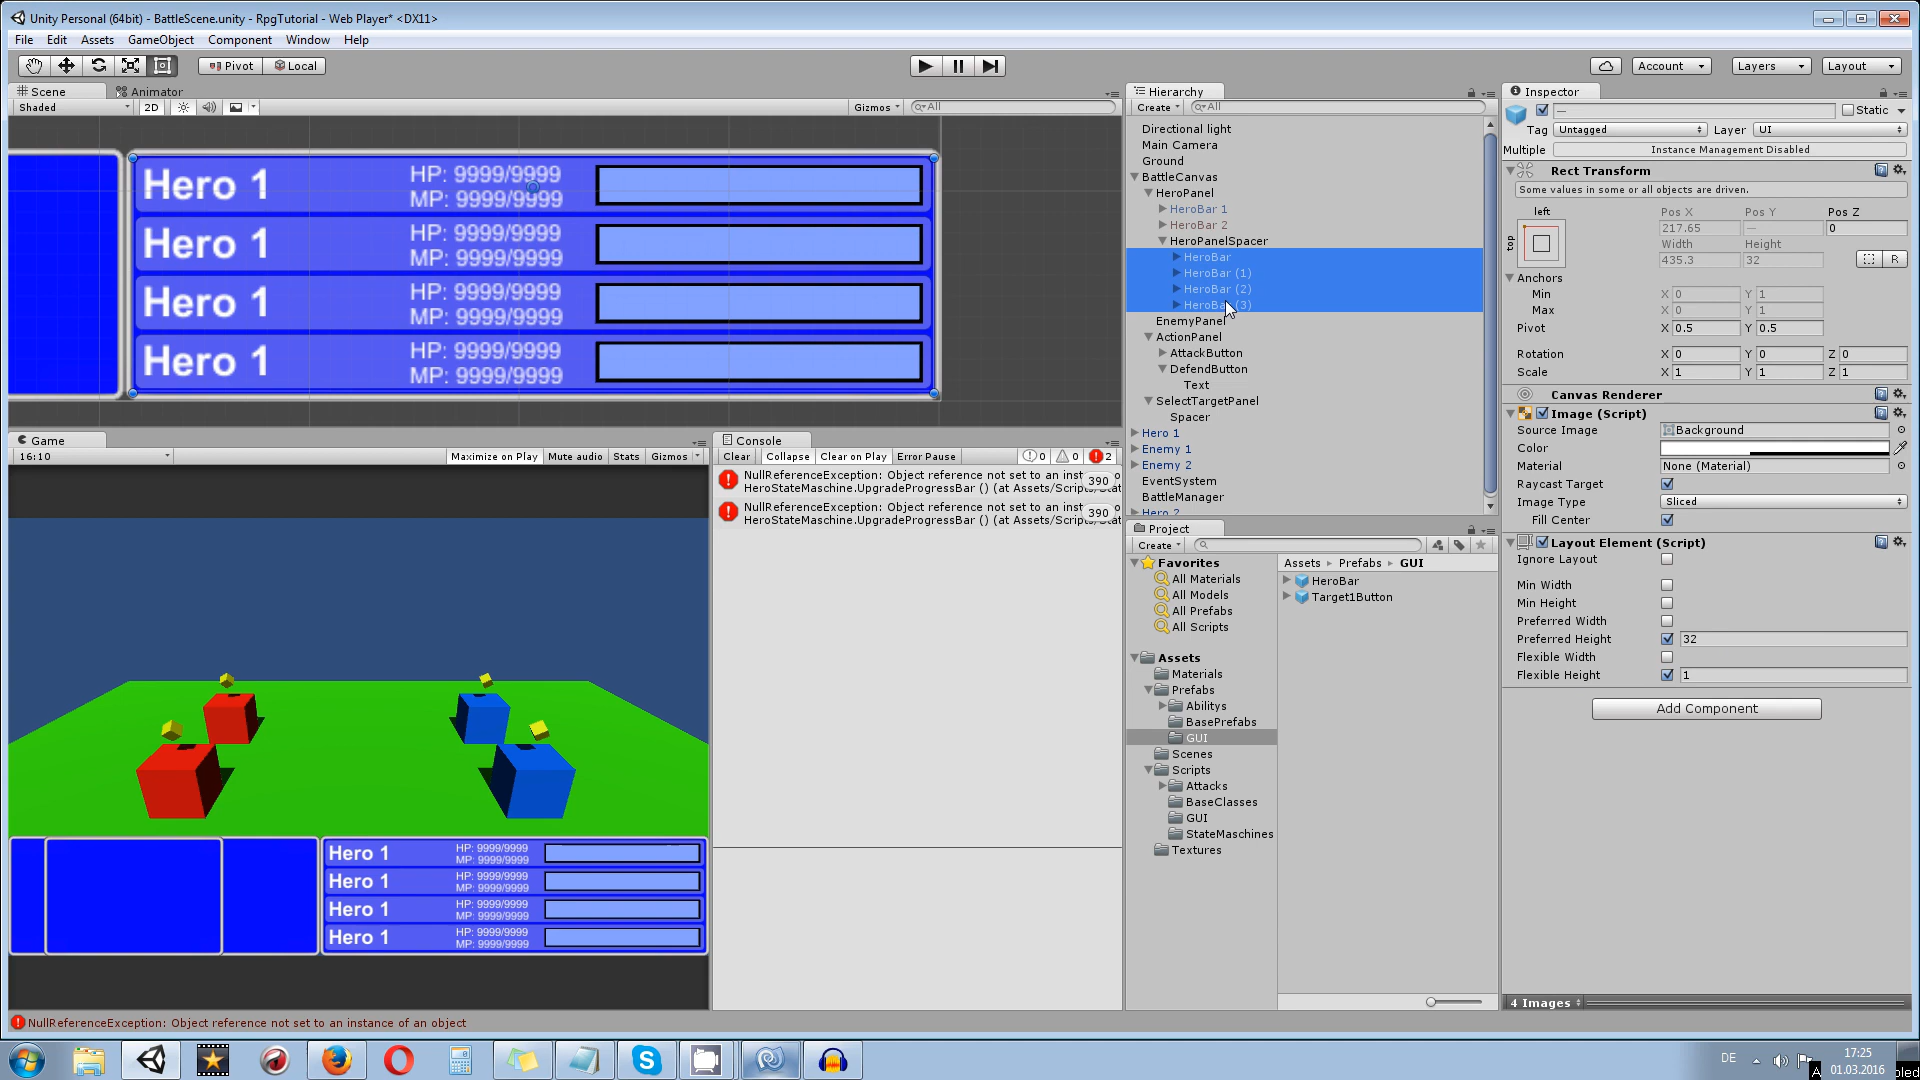 Unity Personal (64bit) - BattleScene.unity - RpgTutorial - Web Player* <DX11>
File Edit Assets GameObject Component Window Help
Pivot Local Account Layers Layout
Scene Animator
Shaded 2D Gizmos All
Hero 1 HP: 9999/9999
MP: 9999/9999
Hero 1 HP: 9999/9999
MP: 9999/9999
Hero 1 HP: 9999/9999
MP: 9999/9999
Hero 1 HP: 9999/9999
MP: 9999/9999
Game
16:10 Maximize on Play Mute audio Stats Gizmos
Hero 1 HP: 9999/9999
MP: 9999/9999
Hero 1 HP: 9999/9999
MP: 9999/9999
Hero 1 HP: 9999/9999
MP: 9999/9999
Hero 1 HP: 9999/9999
MP: 9999/9999
Console
Clear Collapse Clear on Play Error Pause 0 0 2
NullReferenceException: Object reference not set to an inst
HeroStateMaschine.UpgradeProgressBar () (at Assets/Scripts/Stat
390
NullReferenceException: Object reference not set to an inst
HeroStateMaschine.UpgradeProgressBar () (at Assets/Scripts/Stat
390
Hierarchy
Create All
Directional light
Main Camera
Ground
BattleCanvas
HeroPanel
HeroBar 1
HeroBar 2
HeroPanelSpacer
HeroBar
HeroBar (1)
HeroBar (2)
HeroBar (3)
EnemyPanel
ActionPanel
AttackButton
DefendButton
Text
SelectTargetPanel
Spacer
Hero 1
Enemy 1
Enemy 2
EventSystem
BattleManager
Hero 2
Project
Create
Favorites
All Materials
All Models
All Prefabs
All Scripts
Assets
Materials
Prefabs
Abilitys
BasePrefabs
GUI
Scenes
Scripts
Attacks
BaseClasses
GUI
StateMaschines
Textures
Assets Prefabs GUI
HeroBar
Target1Button
Inspector
— Static
Tag Untagged Layer UI
Multiple Instance Management Disabled
Rect Transform
Some values in some or all objects are driven.
left Pos X Pos Y Pos Z
top 217.65 — 0
Width Height
435.3 32 R
Anchors
Min X 0 Y 1
Max X 0 Y 1
Pivot X 0.5 Y 0.5
Rotation X 0 Y 0 Z 0
Scale X 1 Y 1 Z 1
Canvas Renderer
Image (Script)
Source Image Background
Color
Material None (Material)
Raycast Target
Image Type Sliced
Fill Center
Layout Element (Script)
Ignore Layout
Min Width
Min Height
Preferred Width
Preferred Height 32
Flexible Width
Flexible Height 1
Add Component
4 Images
NullReferenceException: Object reference not set to an instance of an object
DE 17:25
01.03.2016